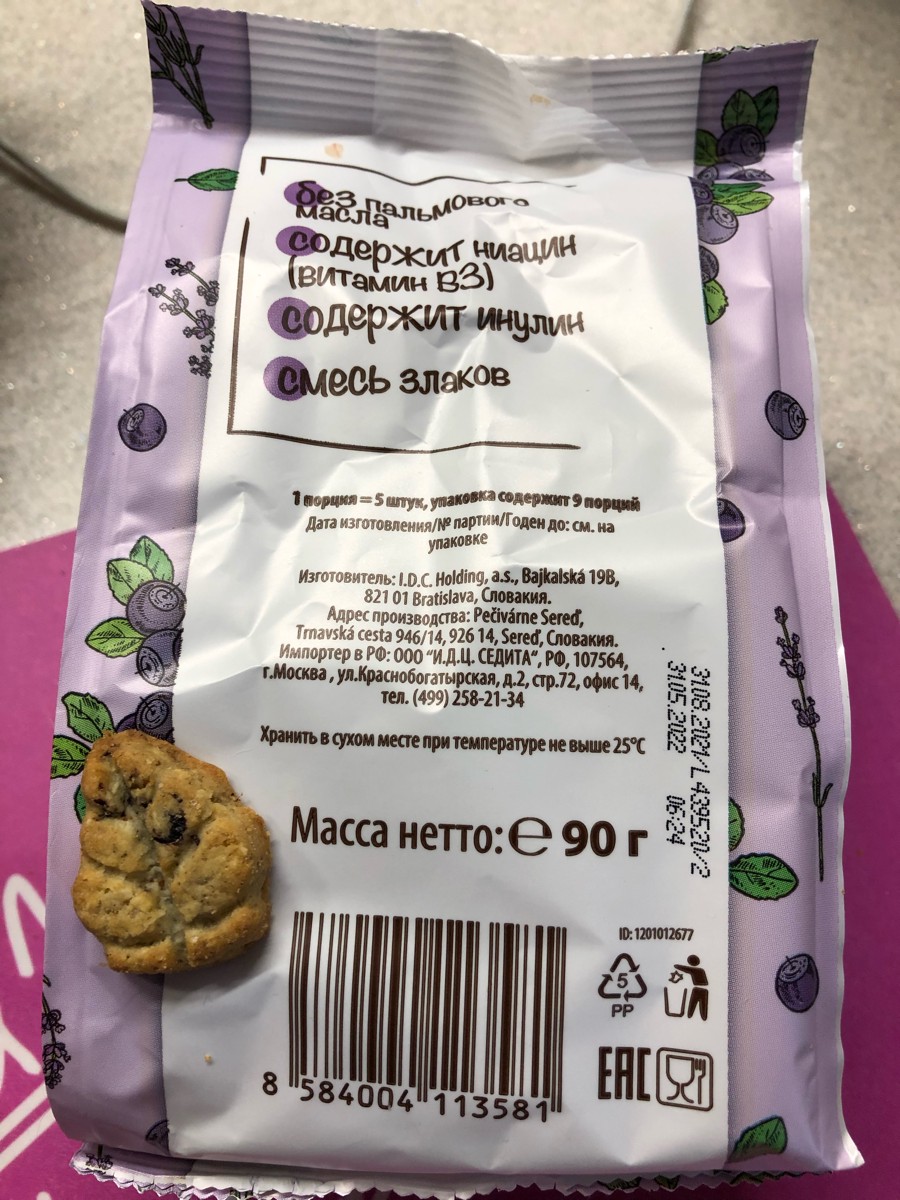 без пальмового
масла
содержит ниацин
(витамин B3)
содержит инулин
смесь злаков
1 порция = 5 штук, упаковка содержит 9 порций
Дата изготовления/№ партии/Годен до: см. на
упаковке
Изготовитель: I.D.C. Holding, a.s., Bajkalská 19B,
821 01 Bratislava, Словакия.
Адрес производства: Pečivárne Sereď,
Trnavská cesta 946/14, 926 14, Sereď, Словакия.
Импортер в РФ: ООО “И.Д.Ц. СЕДИТА“, РФ, 107564,
г.Москва , ул.Краснобогатырская, д.2, стр.72, офис 14,
тел. (499) 258-21-34
Хранить в сухом месте при температуре не выше 25°C
31.08.2021/L 439520/2
31.05.2022 06:24
Масса нетто: ℮ 90 г
ID: 1201012677
5
PP
EAC
8 584004 113581